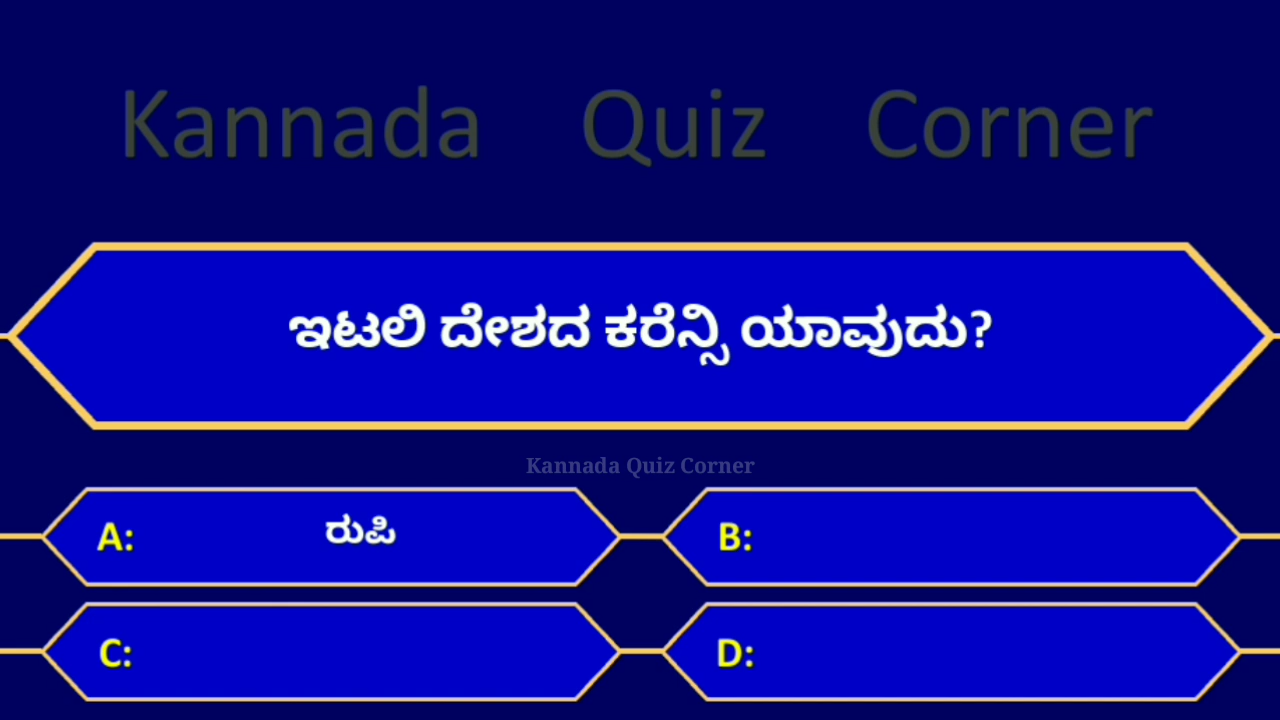 Kannada Quiz Corner
ಇಟಲಿ ದೇಶದ ಕರೆನ್ಸಿ ಯಾವುದು?
Kannada Quiz Corner
A: ರುಪಿ
B:
C:
D: